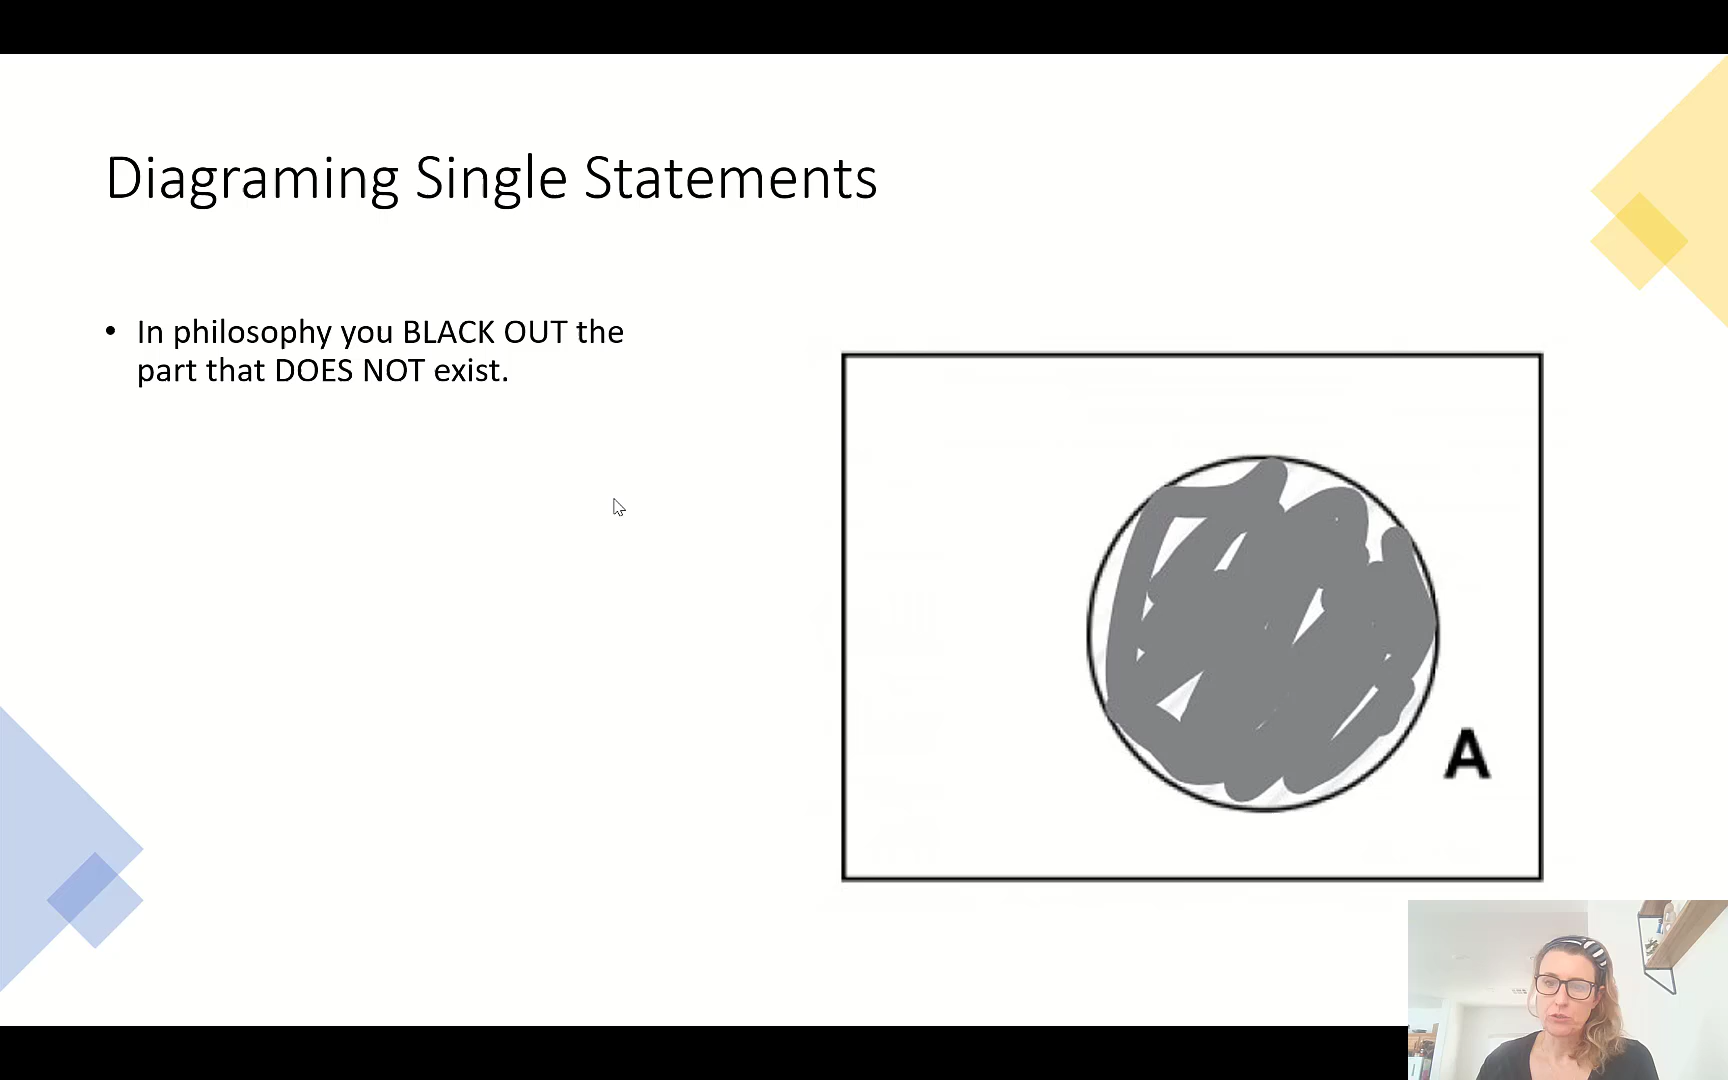 Diagraming Single Statements
• In philosophy you BLACK OUT the
part that DOES NOT exist.
A